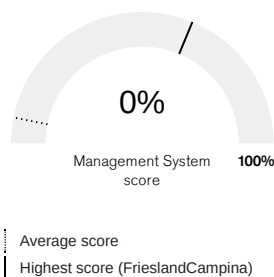 0%
Management System 100%
score
Average score
Highest score (FrieslandCampina)